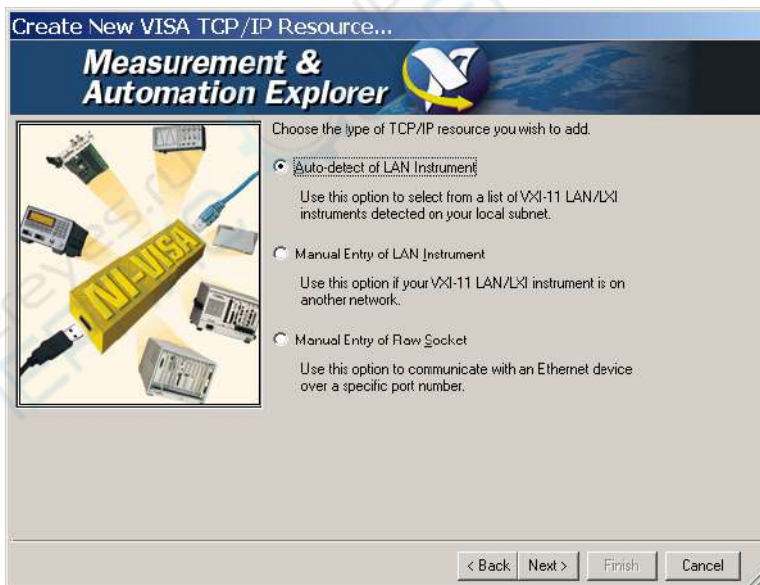 Create New VISA TCP/IP Resource...
Measurement &
Automation Explorer
Choose the type of TCP/IP resource you wish to add.
Auto-detect of LAN Instrument
Use this option to select from a list of VXI-11 LAN/LXI
instruments detected on your local subnet.
Manual Entry of LAN Instrument
Use this option if your VXI-11 LAN/LXI instrument is on
another network.
Manual Entry of Raw Socket
Use this option to communicate with an Ethernet device
over a specific port number.
NI-VISA
< Back
Next >
Finish
Cancel